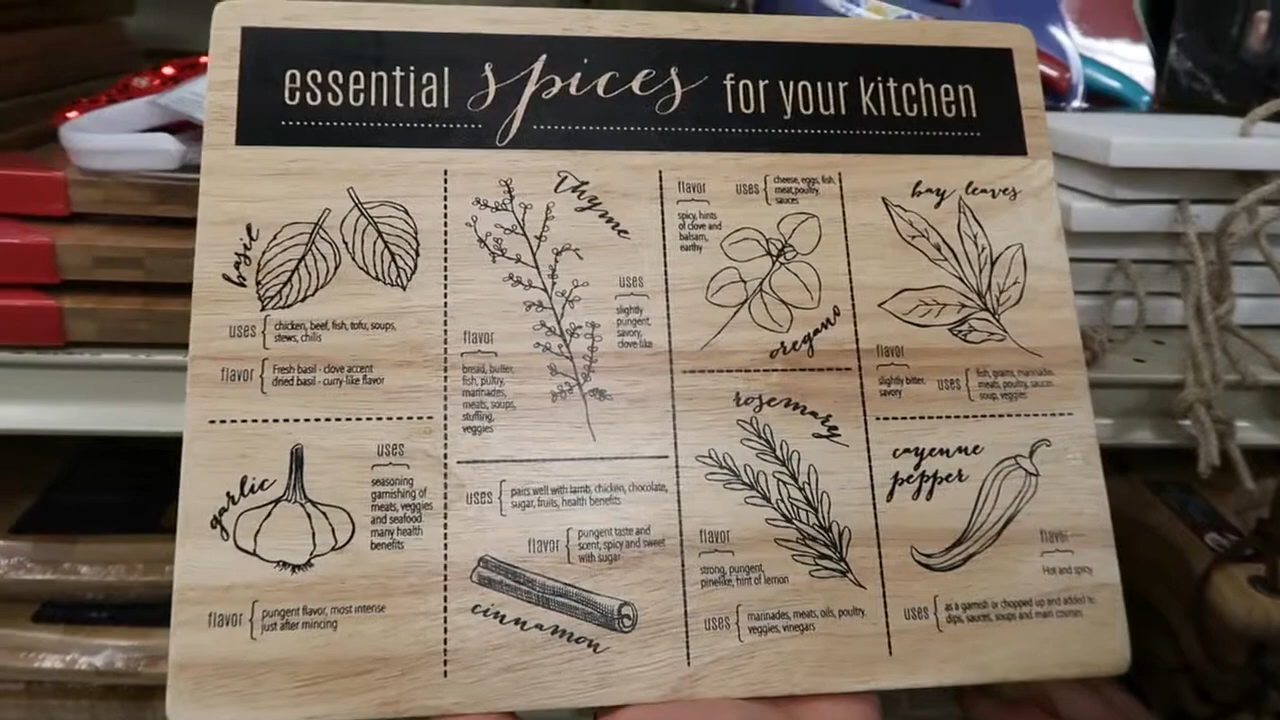 essential spices for your kitchen
basil
uses
chicken, beef, fish, tofu, soups,
stews, chilis
flavor
Fresh basil - clove accent
dried basil - curry-like flavor
Thyme
uses
slightly
pungent,
savory,
clove-like
flavor
bread, butter,
fish, pultry,
marinades,
meats, soups,
stuffing,
veggies
flavor
spicy, hints
of clove and
balsam,
earthy
uses
cheese, eggs, fish,
meat,poultry,
sauces
oregano
bay leaves
flavor
slightly bitter,
savory
uses
fish, grains, marinades,
meats, poultry, sauces
soup, veggies
garlic
uses
seasoning
garnishing of
meats, veggies
and seafood.
many health
benefits
flavor
pungent flavor, most intense
just after mincing
uses
pairs well with lamb, chicken, chocolate,
sugar, fruits, health benefits
flavor
pungent taste and
scent, spicy and sweet
with sugar
cinnamon
rosemary
flavor
strong, pungent,
pinelike, hint of lemon
uses
marinades, meats, oils, poultry,
veggies, vinegars
cayenne
pepper
flavor
Hot and spicy
uses
as a garnish or chopped up and added to
dips, sauces, soups and main courses